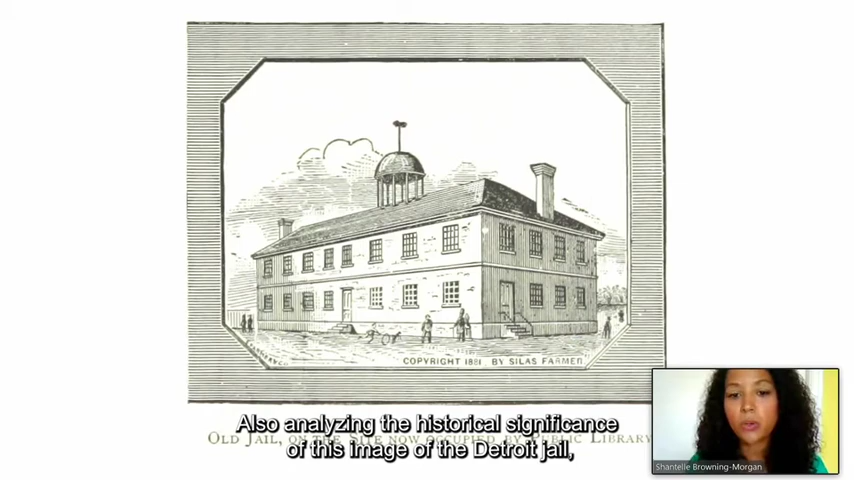 COPYRIGHT 1881, BY SILAS FARMER.
Also analyzing the historical significance
OLD JAIL, ON THE SITE NOW OCCUPIED BY PUBLIC LIBRARY
of this image of the Detroit jail,
Shantelle Browning-Morgan